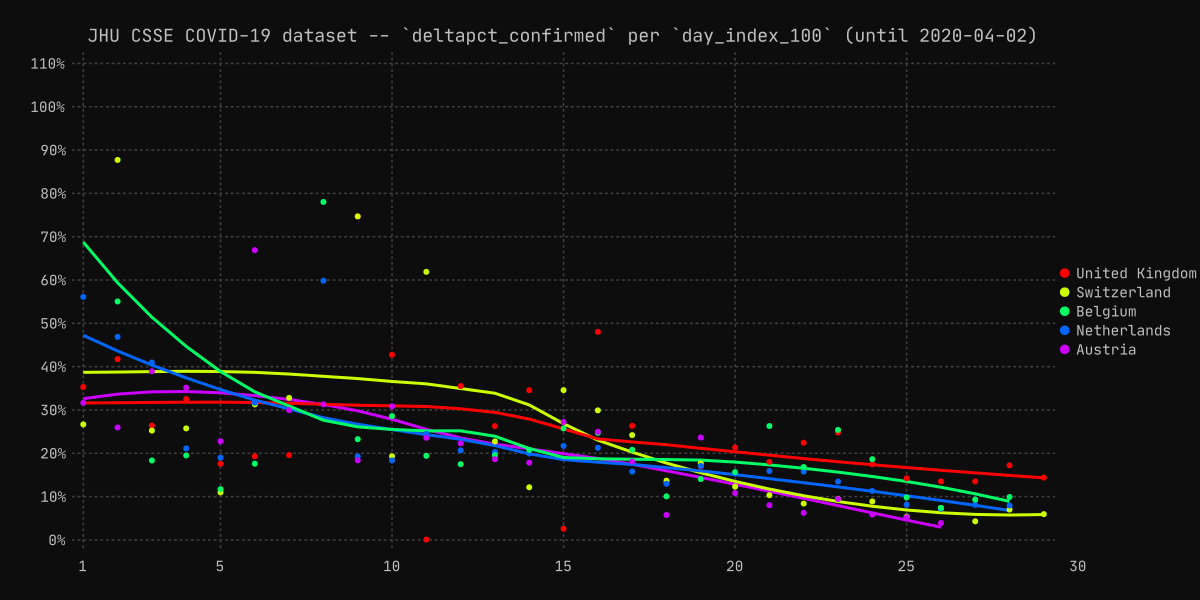 JHU CSSE COVID-19 dataset -- `deltapct_confirmed` per `day_index_100` (until 2020-04-02)
110%
100%
90%
80%
70%
60%
50%
40%
30%
20%
10%
0%
1 5 10 15 20 25 30
United Kingdom
Switzerland
Belgium
Netherlands
Austria